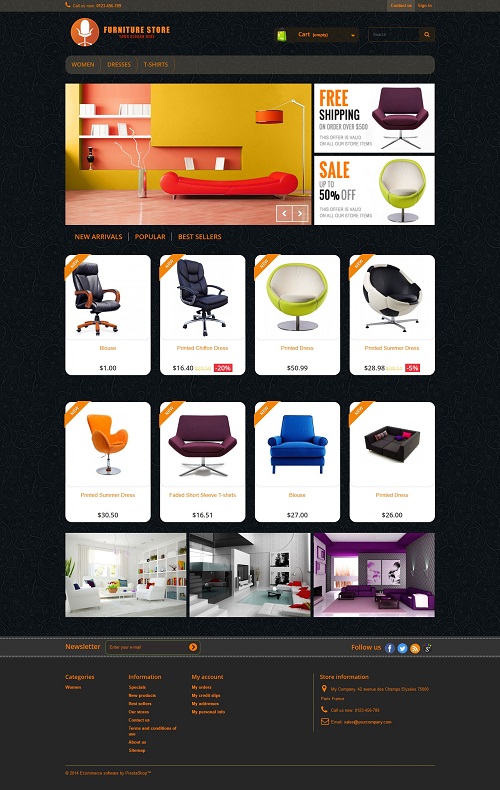 Call us now: 0123-456-789
Contact us
Sign in
FURNITURE STORE
Cart (empty)
Search
WOMEN
DRESSES
T-SHIRTS
FREE
SHIPPING
ON ORDER OVER $500
THIS OFFER IS VALID
ON ALL OUR STORE ITEMS
SALE
UP TO
50% OFF
THIS OFFER IS VALID
ON ALL OUR STORE ITEMS
NEW ARRIVALS
POPULAR
BEST SELLERS
NEW
NEW
NEW
NEW
Blouse
Printed Chiffon Dress
Printed Dress
Printed Summer Dress
$1.00
$16.40 -20%
$50.99
$28.98 -5%
NEW
NEW
NEW
NEW
Printed Summer Dress
Faded Short Sleeve T-shirts
Blouse
Printed Dress
$30.50
$16.51
$27.00
$26.00
Newsletter
Enter your e-mail
Follow us
Categories
Women
Information
Specials
New products
Best sellers
Our stores
Contact us
Terms and conditions of
use
About us
Sitemap
My account
My orders
My credit slips
My addresses
My personal info
Store information
My Company, 42 avenue des Champs Elysées 75000
Paris France
Call us now: 0123-456-789
Email: sales@yourcompany.com
© 2014 Ecommerce software by PrestaShop™